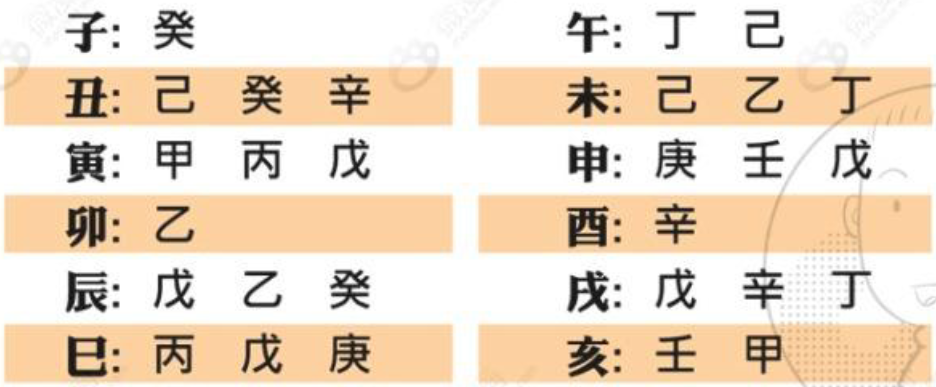 子: 癸
丑: 己 癸 辛
寅: 甲 丙 戊
卯: 乙
辰: 戊 乙 癸
巳: 丙 戊 庚
午: 丁 己
未: 己 乙 丁
申: 庚 壬 戊
酉: 辛
戌: 戊 辛 丁
亥: 壬 甲